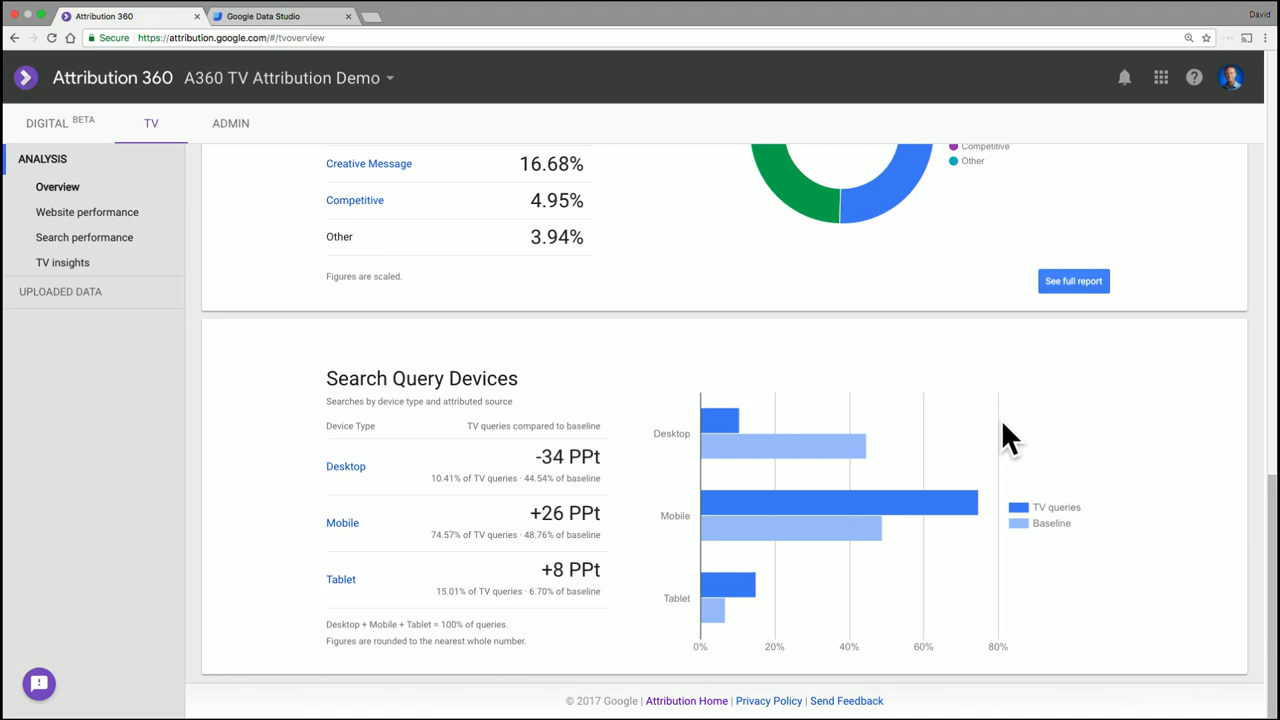 Attribution 360
Google Data Studio
David
Secure
https://attribution.google.com/#/tvoverview
Attribution 360 A360 TV Attribution Demo
DIGITAL BETA
TV
ADMIN
ANALYSIS
Overview
Website performance
Search performance
TV insights
UPLOADED DATA
Creative Message 16.68%
Competitive 4.95%
Other 3.94%
Figures are scaled.
Competitive
Other
See full report
Search Query Devices
Searches by device type and attributed source
Device Type TV queries compared to baseline
Desktop -34 PPt
10.41% of TV queries · 44.54% of baseline
Mobile +26 PPt
74.57% of TV queries · 48.76% of baseline
Tablet +8 PPt
15.01% of TV queries · 6.70% of baseline
Desktop + Mobile + Tablet = 100% of queries.
Figures are rounded to the nearest whole number.
Desktop
Mobile
Tablet
0% 20% 40% 60% 80%
TV queries
Baseline
© 2017 Google | Attribution Home | Privacy Policy | Send Feedback